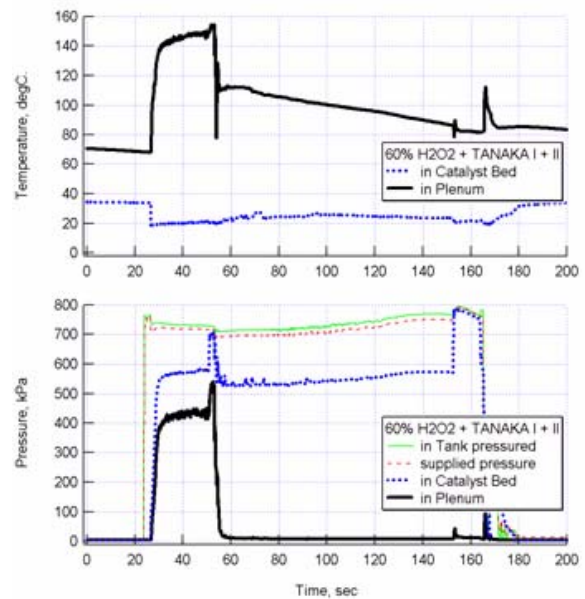 160
140
120
100
80
60
40
20
0
Temperature, degC.
60% H2O2 + TANAKA I + II
in Catalyst Bed
in Plenum
0 20 40 60 80 100 120 140 160 180 200
800
700
600
500
400
300
200
100
0
Pressure, kPa
60% H2O2 + TANAKA I + II
in Tank pressured
supplied pressure
in Catalyst Bed
in Plenum
0 20 40 60 80 100 120 140 160 180 200
Time, sec